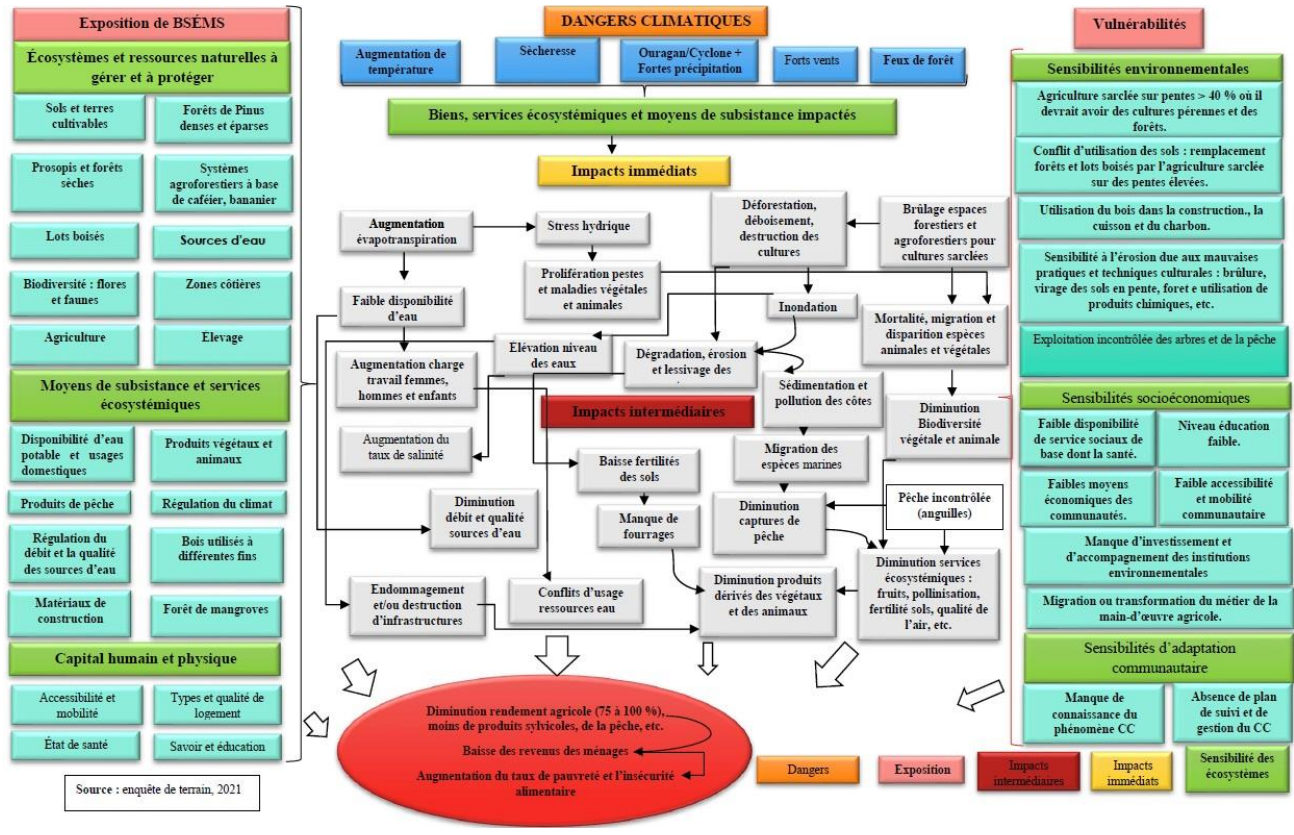 Exposition de BSÉMS
Écosystèmes et ressources naturelles à
gérer et à protéger
Sols et terres
cultivables
Forêts de Pinus
denses et éparses
Prosopis et forêts
sèches
Systèmes
agroforestiers à base
de caféier, bananier
Lots boisés
Sources d'eau
Biodiversité : flores
et faunes
Zones côtières
Agriculture
Élevage
Moyens de subsistance et services
écosystémiques
Disponibilité d'eau
potable et usages
domestiques
Produits végétaux et
animaux
Produits de pêche
Régulation du climat
Régulation du
débit et la qualité
des sources d'eau
Bois utilisés à
différentes fins
Matériaux de
construction
Forêt de mangroves
Capital humain et physique
Accessibilité et
mobilité
Types et qualité de
logement
État de santé
Savoir et éducation
Source : enquête de terrain, 2021
DANGERS CLIMATIQUES
Augmentation de
température
Sècheresse
Ouragan/Cyclone +
Fortes précipitation
Forts vents
Feux de forêt
Biens, services écosystémiques et moyens de subsistance impactés
Impacts immédiats
Augmentation
évapotranspiration
Stress hydrique
Déforestation,
déboisement,
destruction des
cultures
Brûlage espaces
forestiers et
agroforestiers pour
cultures sarclées
Prolifération pestes
et maladies végétales
et animales
Faible disponibilité
d'eau
Inondation
Mortalité, migration et
disparition espèces
animales et végétales
Élévation niveau
des eaux
Augmentation charge
travail femmes,
hommes et enfants
Dégradation, érosion
et lessivage des
Sédimentation et
pollution des côtes
Impacts intermédiaires
Diminution
Biodiversité
végétale et animale
Augmentation du
taux de salinité
Baisse fertilités
des sols
Migration des
espèces marines
Diminution
débit et qualité
sources d'eau
Manque de
fourrages
Diminution
captures de
pêche
Pêche incontrôlée
(anguilles)
Endommagement
et/ou destruction
d'infrastructures
Conflits d'usage
ressources eau
Diminution produits
dérivés des végétaux
et des animaux
Diminution services
écosystémiques :
fruits, pollinisation,
fertilité sols, qualité de
l'air, etc.
Diminution rendement agricole (75 à 100 %),
moins de produits sylvicoles, de la pêche, etc.
Baisse des revenus des ménages
Augmentation du taux de pauvreté et l'insécurité
alimentaire
Vulnérabilités
Sensibilités environnementales
Agriculture sarclée sur pentes > 40 % où il
devrait avoir des cultures pérennes et des
forêts.
Conflit d'utilisation des sols : remplacement
forêts et lots boisés par l'agriculture sarclée
sur des pentes élevées.
Utilisation du bois dans la construction., la
cuisson et du charbon.
Sensibilité à l'érosion due aux mauvaises
pratiques et techniques culturales : brûlure,
virage des sols en pente, foret e utilisation de
produits chimiques, etc.
Exploitation incontrôlée des arbres et de la pêche
Sensibilités socioéconomiques
Faible disponibilité
de service sociaux de
base dont la santé.
Niveau éducation
faible.
Faibles moyens
économiques des
communautés.
Faible accessibilité
et mobilité
communautaire
Manque d'investissement et
d'accompagnement des institutions
environnementales
Migration ou transformation du métier de la
main-d'œuvre agricole.
Sensibilités d'adaptation
communautaire
Manque de
connaissance du
phénomène CC
Absence de plan
de suivi et de
gestion du CC
Dangers
Exposition
Impacts
intermédiaires
Impacts
immédiats
Sensibilité des
écosystèmes